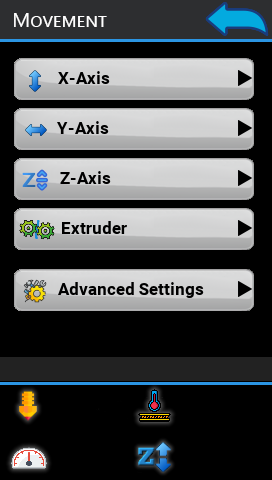 Movement
X-Axis
Y-Axis
Z Z-Axis
Extruder
Advanced Settings
Z